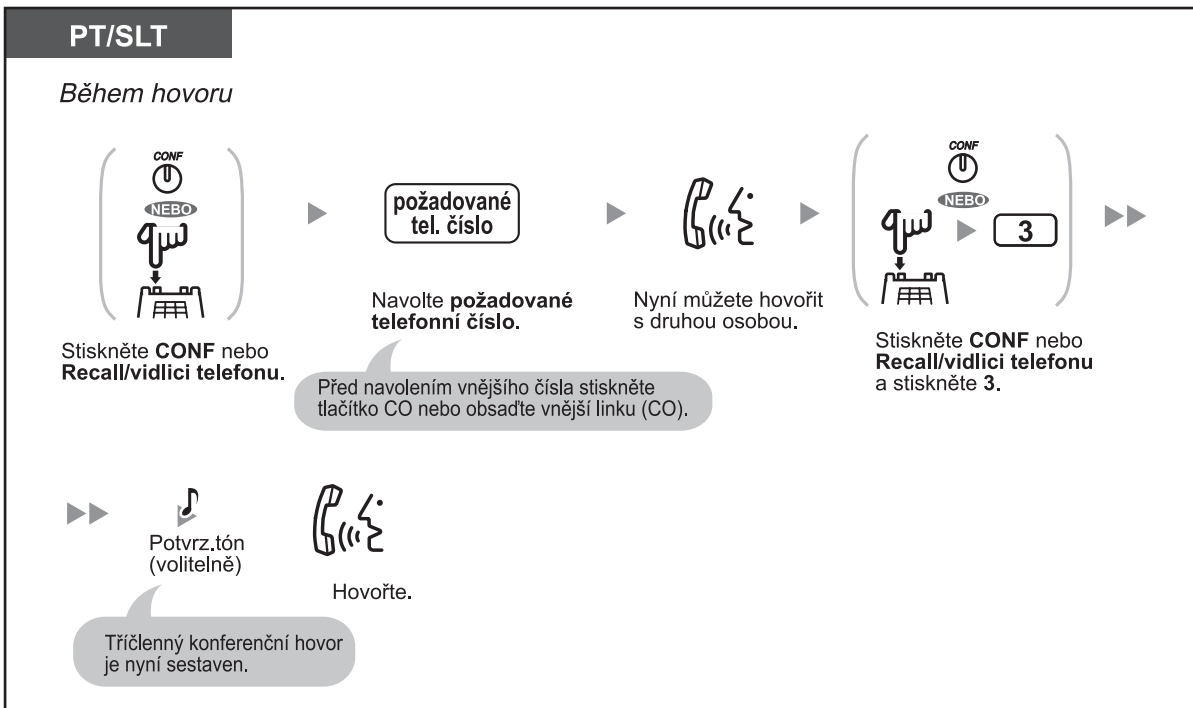 PT/SLT
Během hovoru
CONF
NEBO
Stiskněte CONF nebo
Recall/vidlici telefonu.
požadované
tel. číslo
Navolte požadované
telefonní číslo.
Před navolením vnějšího čísla stiskněte
tlačítko CO nebo obsaďte vnější linku (CO).
Nyní můžete hovořit
s druhou osobou.
CONF
NEBO
3
Stiskněte CONF nebo
Recall/vidlici telefonu
a stiskněte 3.
Potvrz.tón
(volitelně)
Tříčlenný konferenční hovor
je nyní sestaven.
Hovořte.